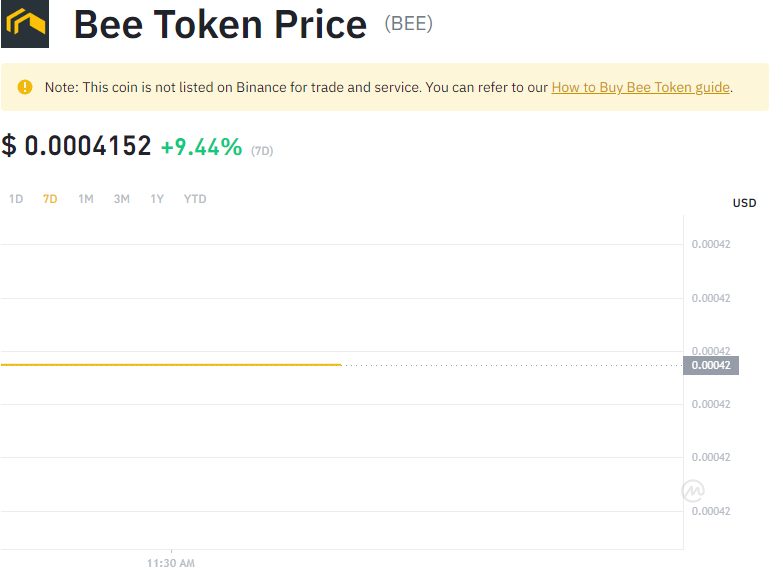 Bee Token Price (BEE)
Note: This coin is not listed on Binance for trade and service. You can refer to our How to Buy Bee Token guide.
$ 0.0004152 +9.44% (7D)
1D 7D 1M 3M 1Y YTD
USD
0.00042
0.00042
0.00042
0.00042
0.00042
0.00042
0.00042
11:30 AM